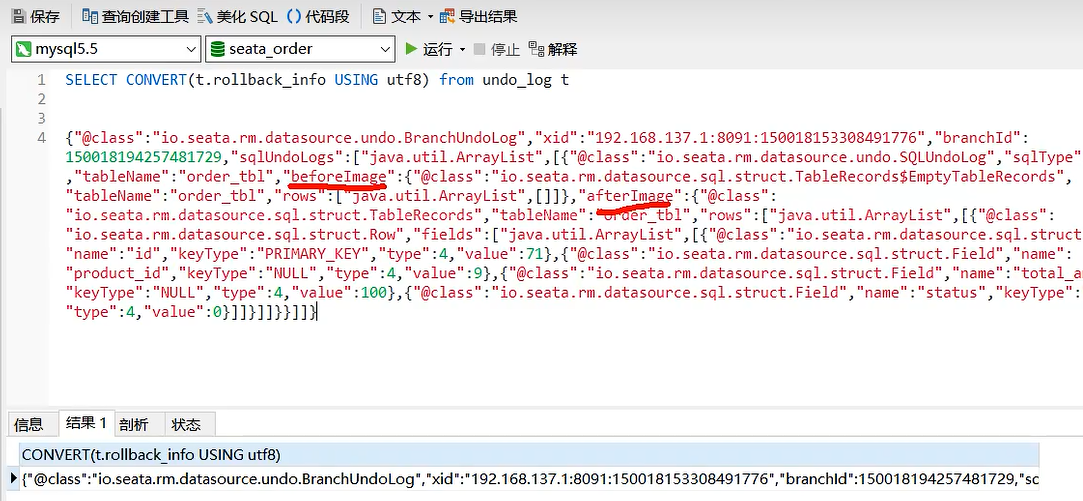 保存 查询创建工具 美化 SQL () 代码段 文本 导出结果
mysql5.5 seata_order 运行 停止 解释
1 SELECT CONVERT(t.rollback_info USING utf8) from undo_log t
2
3
4 {"@class":"io.seata.rm.datasource.undo.BranchUndoLog","xid":"192.168.137.1:8091:150018153308491776","branchId":
150018194257481729,"sqlUndoLogs":["java.util.ArrayList",[{"@class":"io.seata.rm.datasource.undo.SQLUndoLog","sqlType"
,"tableName":"order_tbl","beforeImage":{"@class":"io.seata.rm.datasource.sql.struct.TableRecords$EmptyTableRecords",
"tableName":"order_tbl","rows":["java.util.ArrayList",[]]},"afterImage":{"@class":
"io.seata.rm.datasource.sql.struct.TableRecords","tableName":"order_tbl","rows":["java.util.ArrayList",[{"@class":
"io.seata.rm.datasource.sql.struct.Row","fields":["java.util.ArrayList",[{"@class":"io.seata.rm.datasource.sql.struct
"name":"id","keyType":"PRIMARY_KEY","type":4,"value":71},{"@class":"io.seata.rm.datasource.sql.struct.Field","name":
"product_id","keyType":"NULL","type":4,"value":9},{"@class":"io.seata.rm.datasource.sql.struct.Field","name":"total_a
"keyType":"NULL","type":4,"value":100},{"@class":"io.seata.rm.datasource.sql.struct.Field","name":"status","keyType":
"type":4,"value":0}]]}]]}}]]}
信息 结果 1 剖析 状态
CONVERT(t.rollback_info USING utf8)
{"@class":"io.seata.rm.datasource.undo.BranchUndoLog","xid":"192.168.137.1:8091:150018153308491776","branchId":150018194257481729,"sc